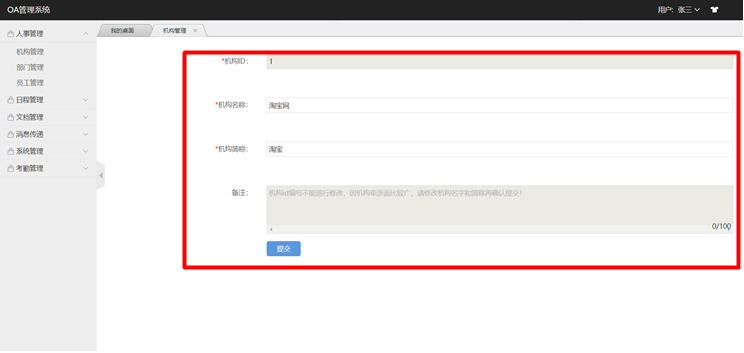 OA管理系统
用户: 张三
人事管理
机构管理
部门管理
员工管理
日程管理
文档管理
消息传递
系统管理
考勤管理
我的桌面
机构管理 ×
*机构ID: 1
*机构名称: 淘宝网
*机构简称: 淘宝
备注: 机构id编号不能进行修改，因机构牵涉面比较广，请修改机构名字和简称再确认提交！
0/100
提交